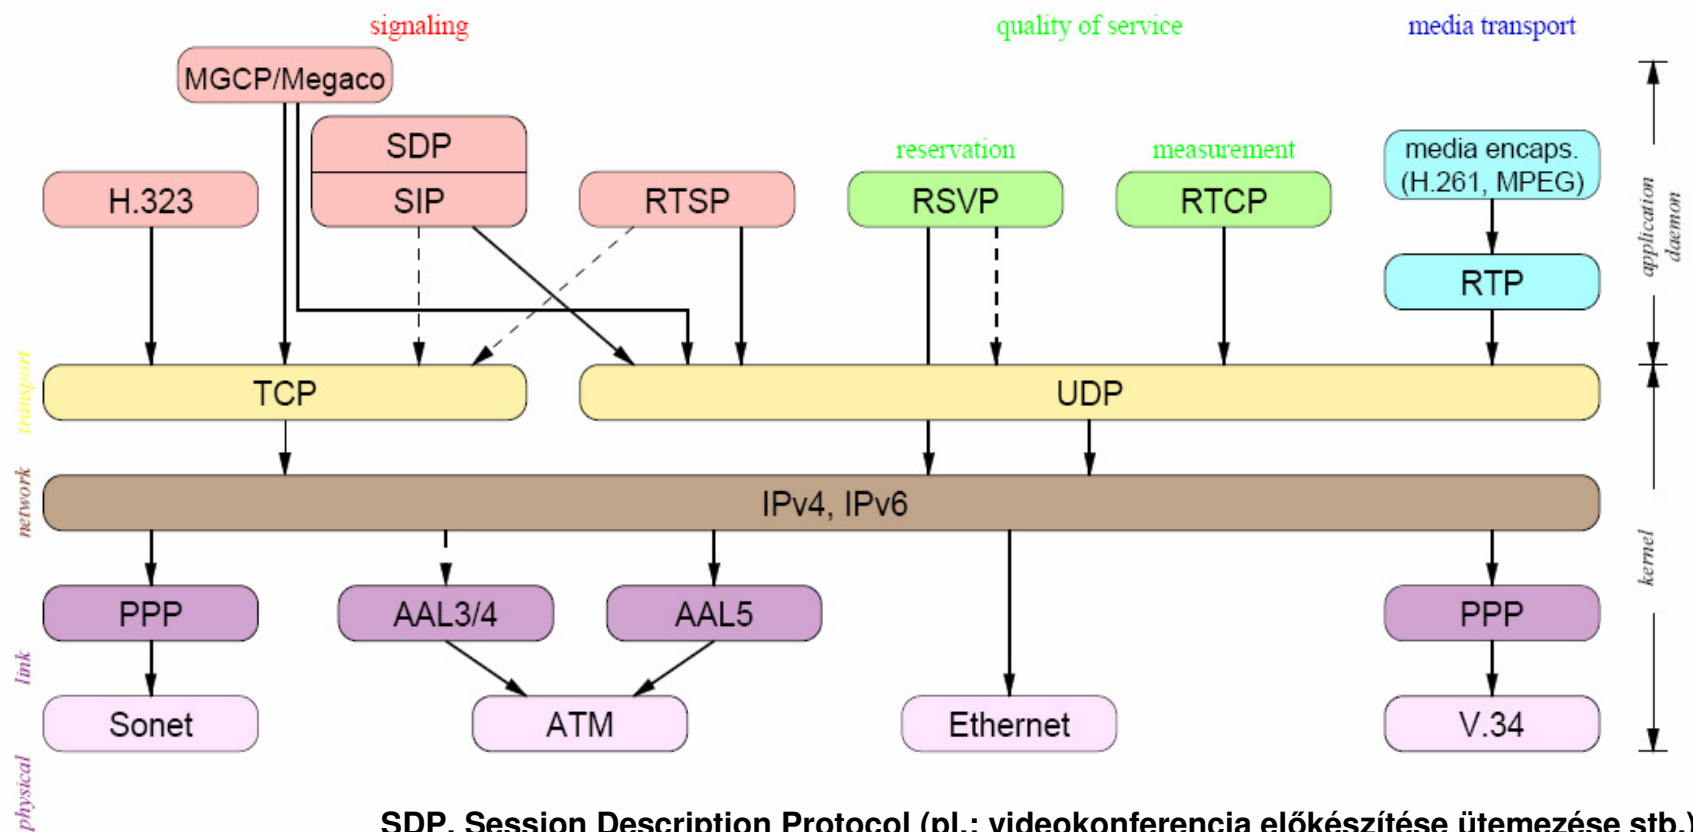 signaling
quality of service
media transport
MGCP/Megaco
SDP
SIP
H.323
RTSP
reservation
RSVP
measurement
RTCP
media encaps.
(H.261, MPEG)
RTP
application
daemon
transport
TCP
UDP
network
IPv4, IPv6
kernel
PPP
AAL3/4
AAL5
PPP
link
Sonet
ATM
Ethernet
V.34
physical
SDP, Session Description Protocol (pl.: videokonferencia előkészítése ütemezése stb.)